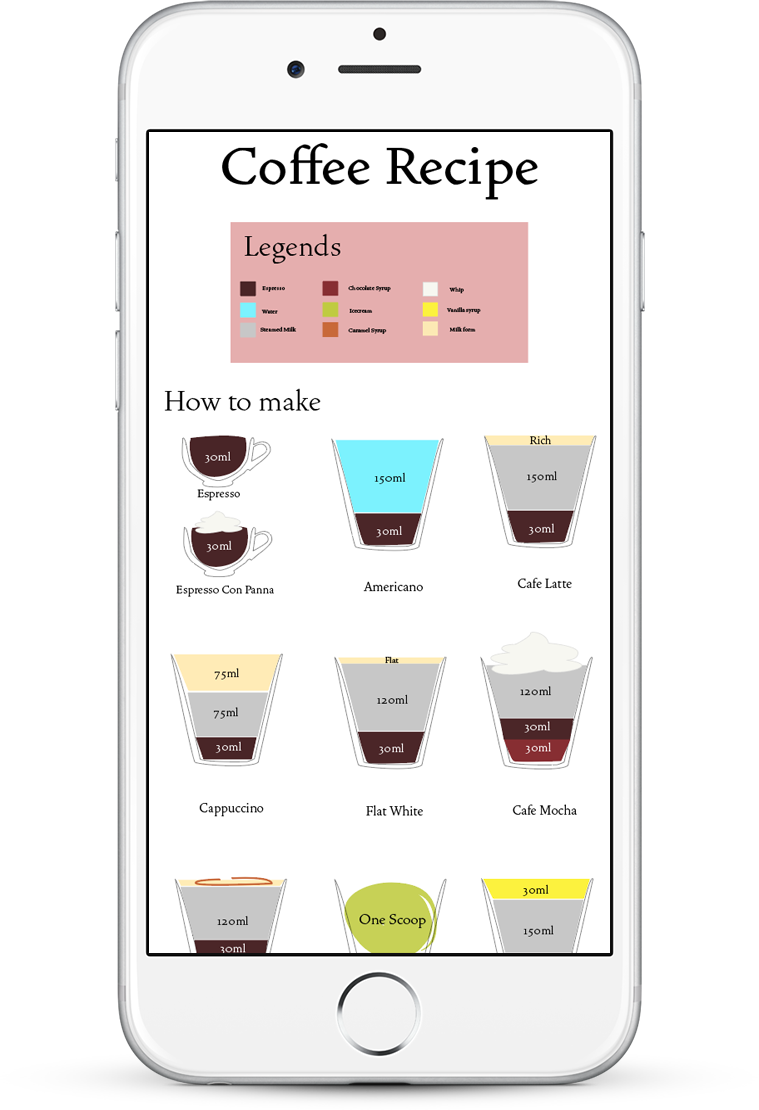 Coffee Recipe
Legends
Espresso
Chocolate Syrup
Whip
Water
Icecream
Vanilla syrup
Steamed Milk
Caramel Syrup
Milk form
How to make
30ml
Espresso
30ml
Espresso Con Panna
150ml
30ml
Americano
Rich
150ml
30ml
Cafe Latte
75ml
75ml
30ml
Cappuccino
Flat
120ml
30ml
Flat White
120ml
30ml
30ml
Cafe Mocha
120ml
30ml
One Scoop
30ml
150ml